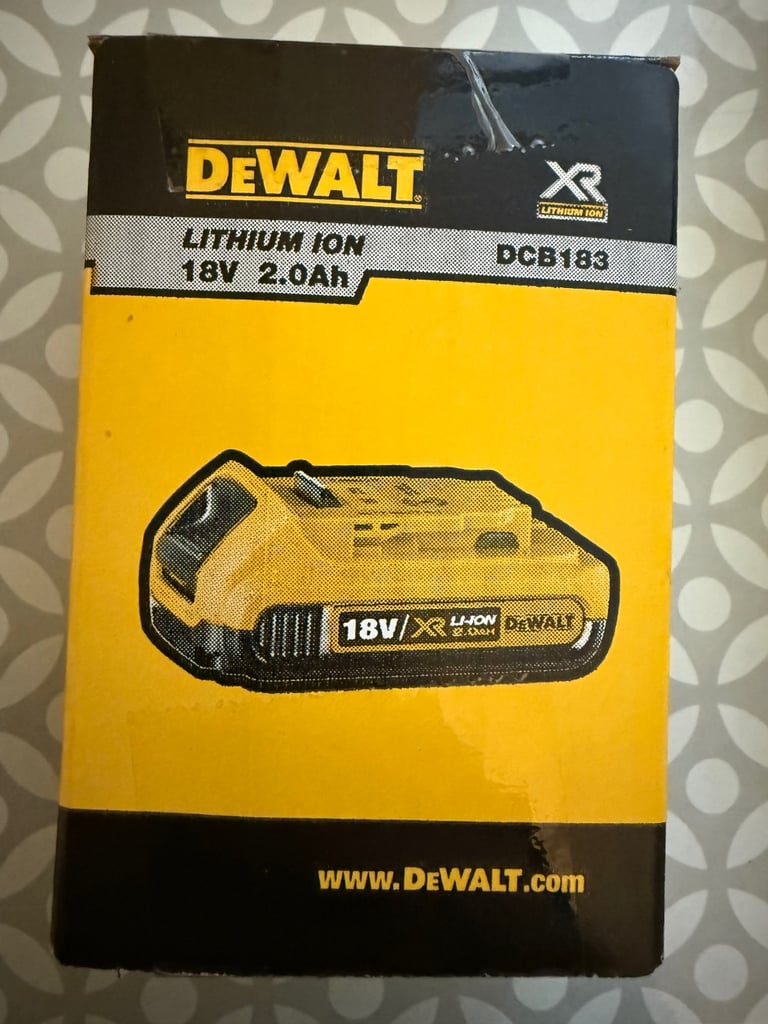 DEWALT®
XR
LITHIUM ION
LITHIUM ION
18V 2.0Ah
DCB183
18V/XR LI-ION 2.0AH DEWALT
www.DEWALT.com